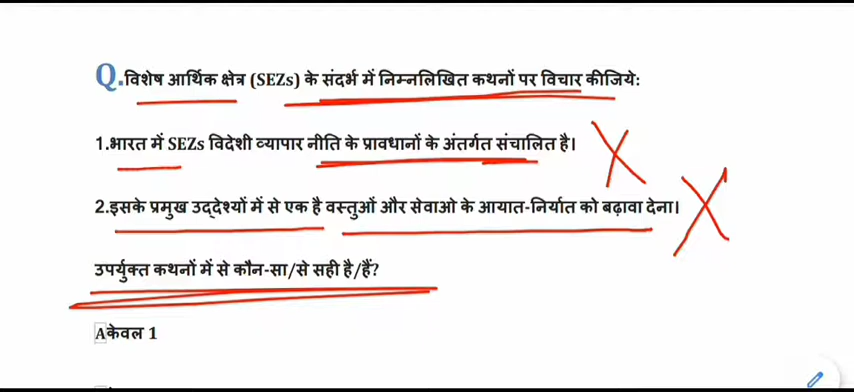 Q.विशेष आर्थिक क्षेत्र (SEZs) के संदर्भ में निम्नलिखित कथनों पर विचार कीजिये:
1.भारत में SEZs विदेशी व्यापार नीति के प्रावधानों के अंतर्गत संचालित है।
2.इसके प्रमुख उद्देश्यों में से एक है वस्तुओं और सेवाओ के आयात-निर्यात को बढ़ावा देना।
उपर्युक्त कथनों में से कौन-सा/से सही है/हैं?
Aकेवल 1